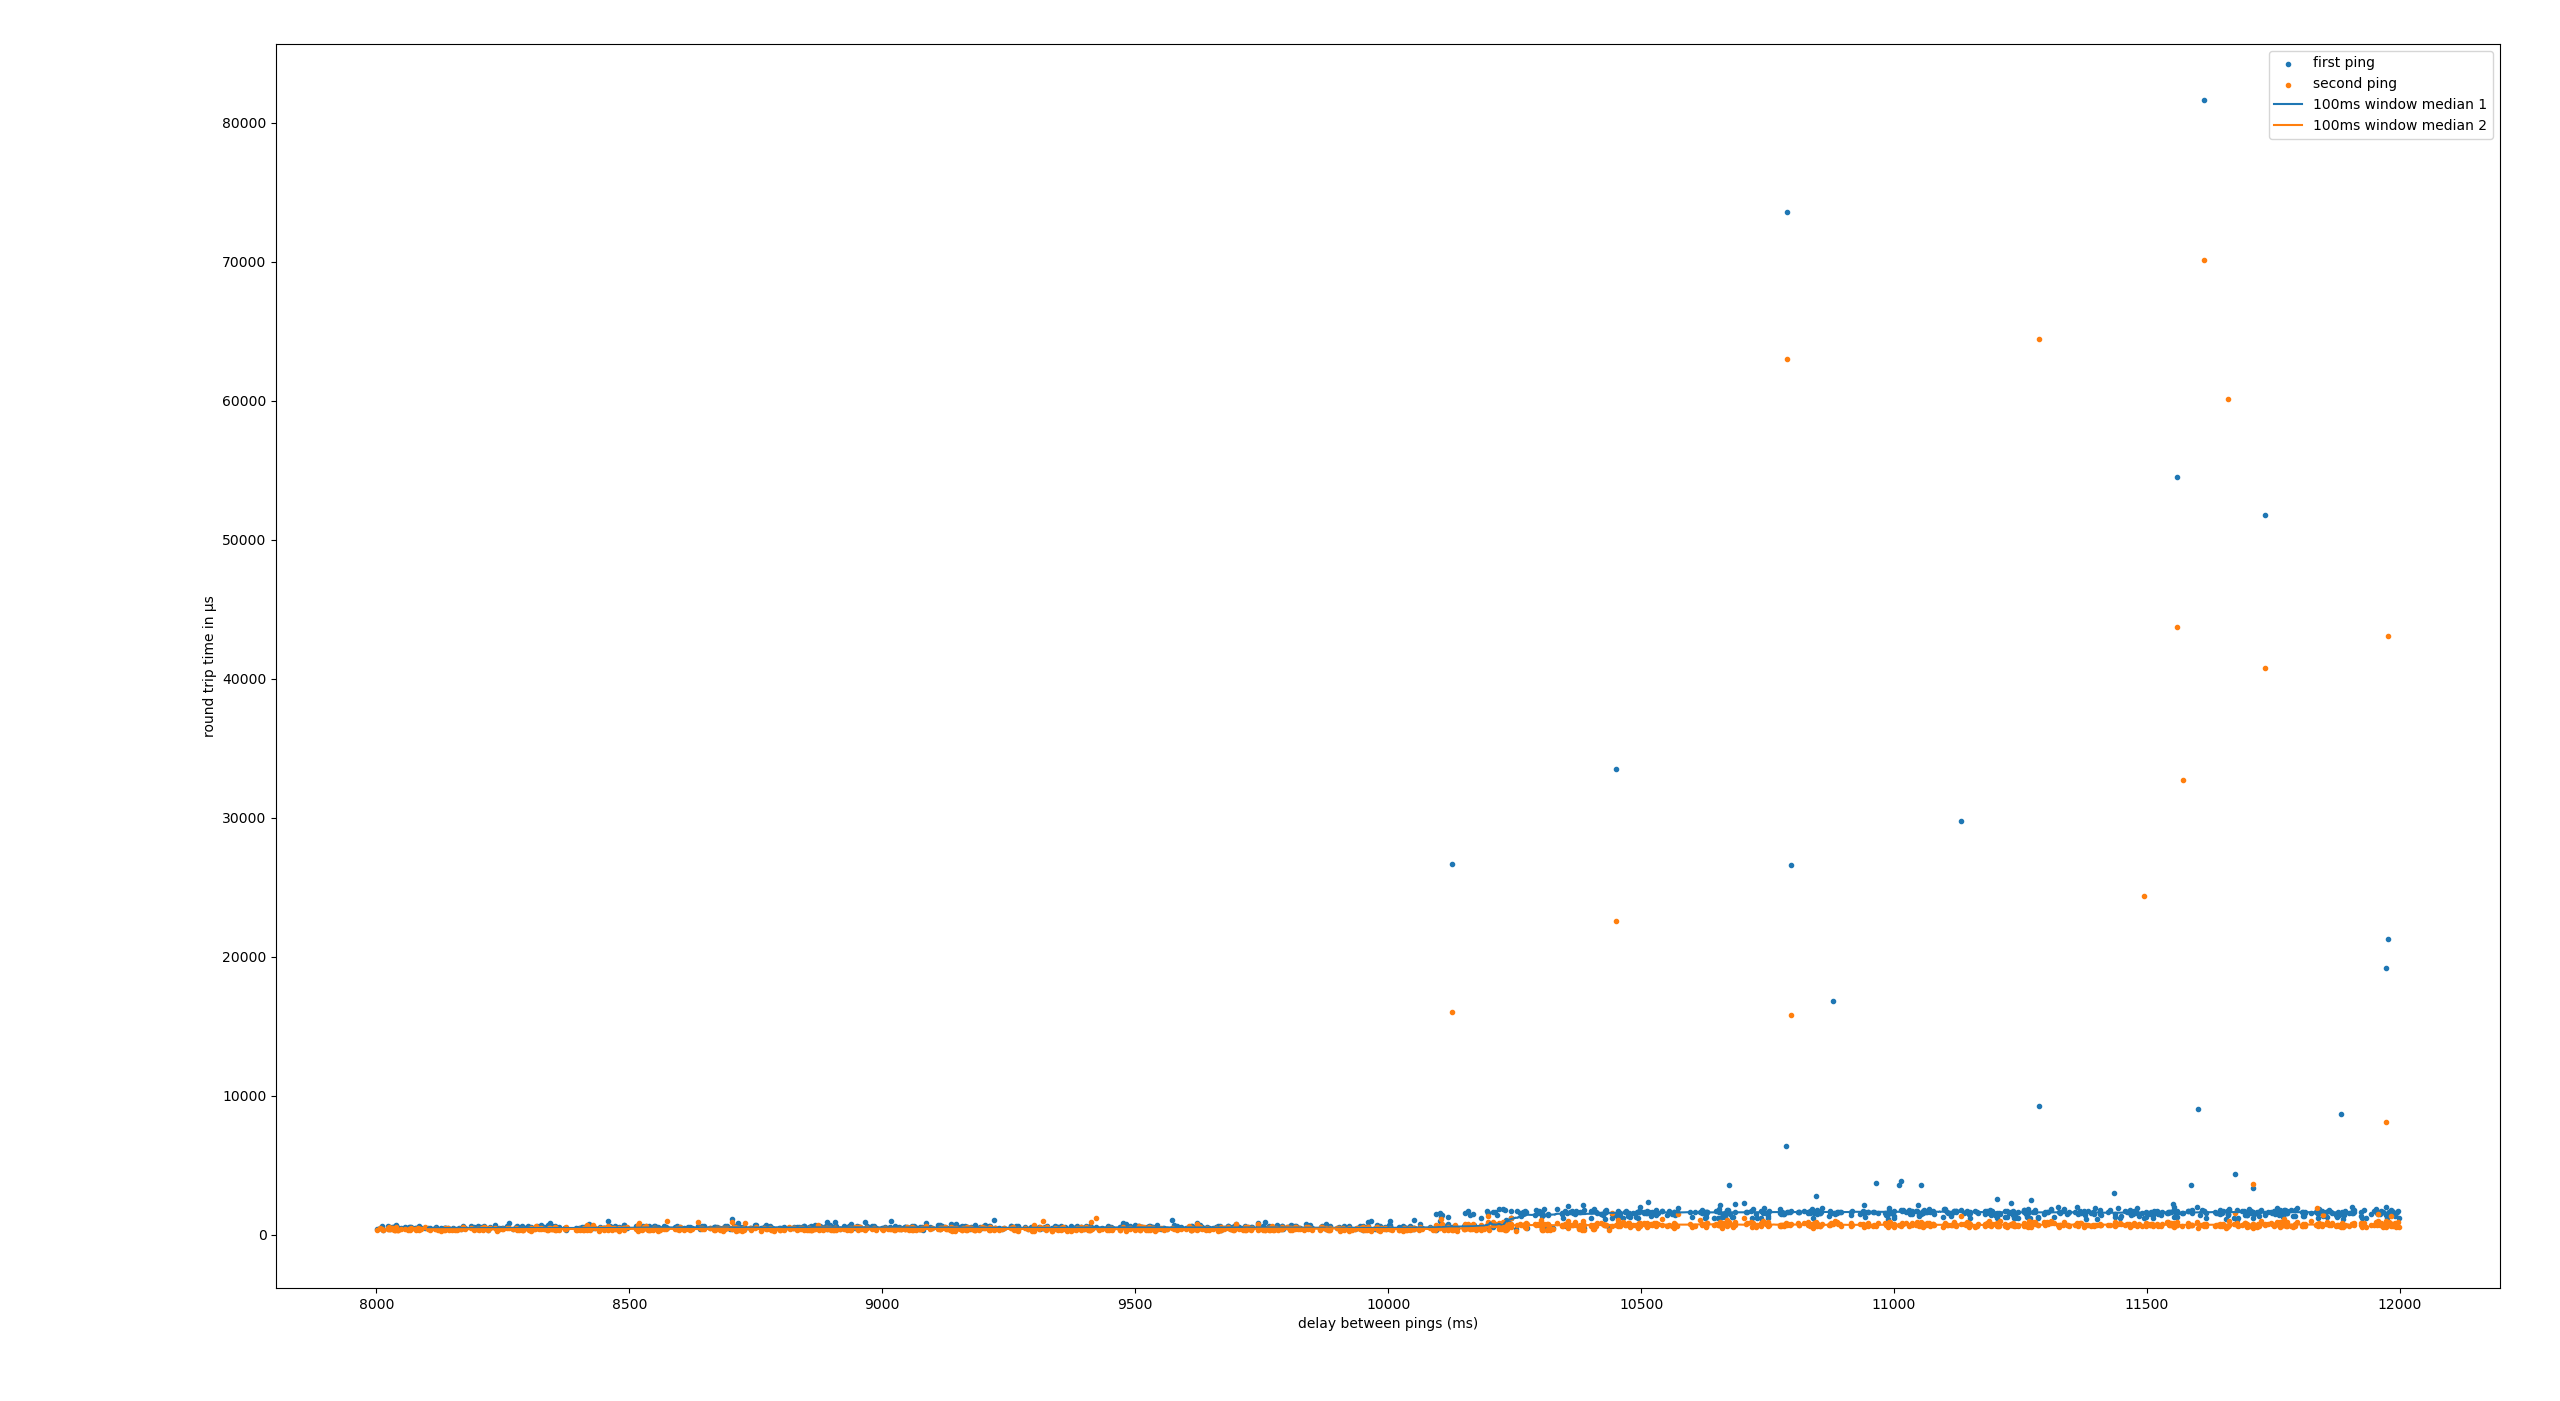 first ping
second ping
100ms window median 1
100ms window median 2
80000
70000
60000
50000
40000
30000
20000
10000
0
round trip time in µs
8000 8500 9000 9500 10000 10500 11000 11500 12000
delay between pings (ms)